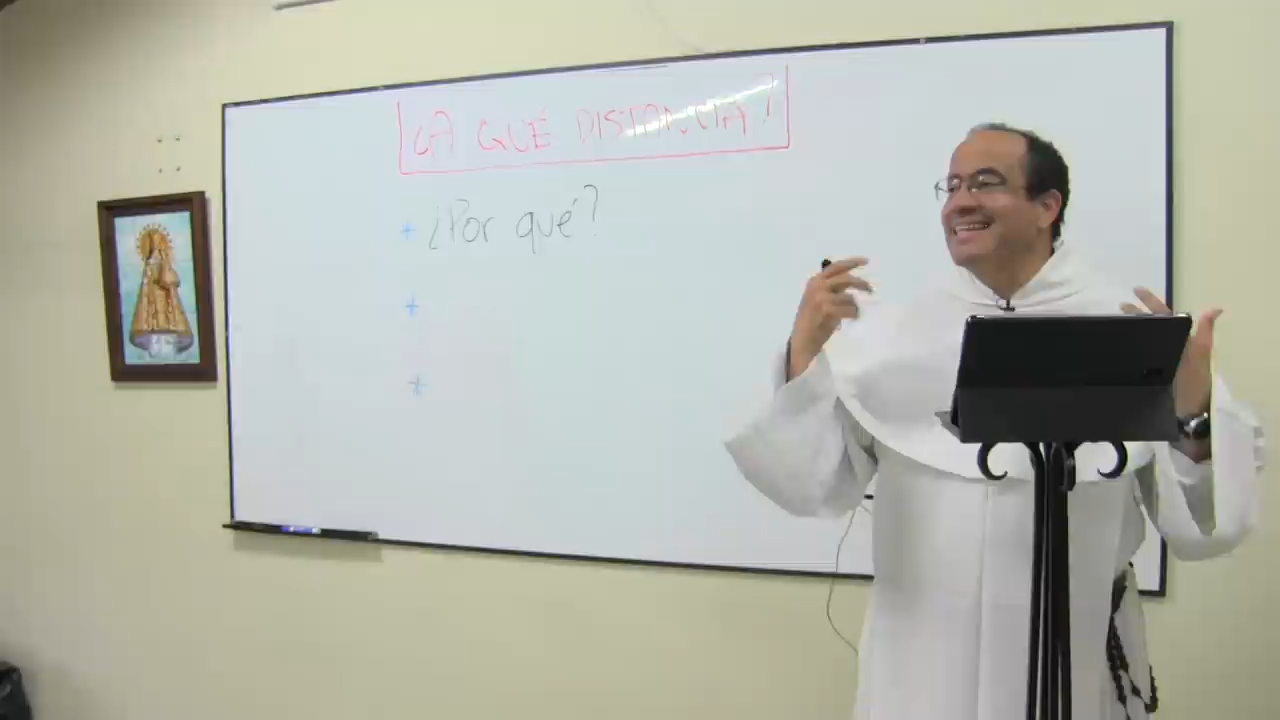 ¿A QUÉ DISTANCIA?
+ ¿Por qué?
+
+